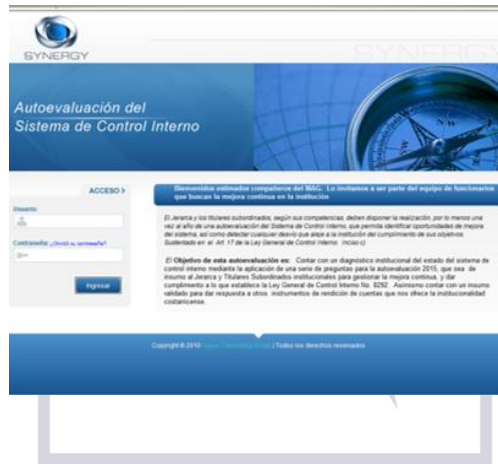 SYNERGY
SYNERGY
Autoevaluación del
Sistema de Control Interno
ACCESO >
Usuario:
Contraseña: ¿Olvidó su contraseña?
Ingresar
Bienvenidos estimados compañeros del MAG. Lo invitamos a ser parte del equipo de funcionarios
que buscan la mejora continua en la institución
El Jerarca y los titulares subordinados, según sus competencias, deben disponer la realización, por lo menos una
vez al año de una autoevaluación del Sistema de Control Interno, que permita identificar oportunidades de mejora
del sistema, así como detectar cualquier desvío que aleje a la institución del cumplimiento de sus objetivos.
Sustentado en el Art. 17 de la Ley General de Control Interno. inciso c)
El Objetivo de esta autoevaluación es: Contar con un diagnóstico institucional del estado del sistema de
control interno mediante la aplicación de una serie de preguntas para la autoevaluación 2015, que sea de
insumo al Jerarca y Titulares Subordinados institucionales para gestionar la mejora continua, y dar
cumplimiento a lo que establece la Ley General de Control Interno No. 8292. Asimismo contar con un insumo
validado para dar respuesta a otros instrumentos de rendición de cuentas que nos ofrece la institucionalidad
costarricense.
Copyright © 2010 | Todos los derechos reservados